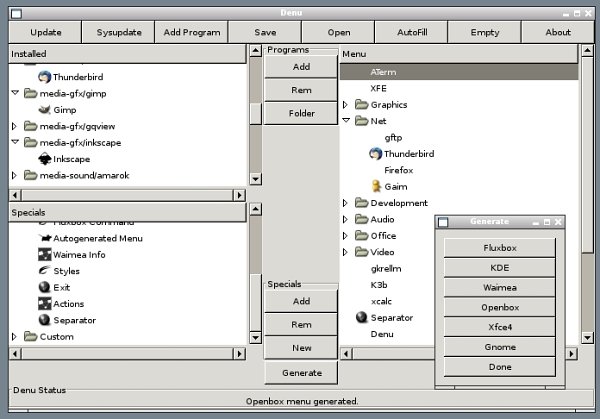 Denu
Update Sysupdate Add Program Save Open AutoFill Empty About
Installed
Thunderbird
media-gfx/gimp
Gimp
media-gfx/gqview
media-gfx/inkscape
Inkscape
media-sound/amarok
Specials
Fluxbox Command
Autogenerated Menu
Waimea Info
Styles
Exit
Actions
Separator
Custom
Programs
Add
Rem
Folder
Specials
Add
Rem
New
Generate
Menu
ATerm
XFE
Graphics
Net
gftp
Thunderbird
Firefox
Gaim
Development
Audio
Office
Video
gkrellm
K3b
xcalc
Separator
Denu
Generate
Fluxbox
KDE
Waimea
Openbox
Xfce4
Gnome
Done
Denu Status
Openbox menu generated.